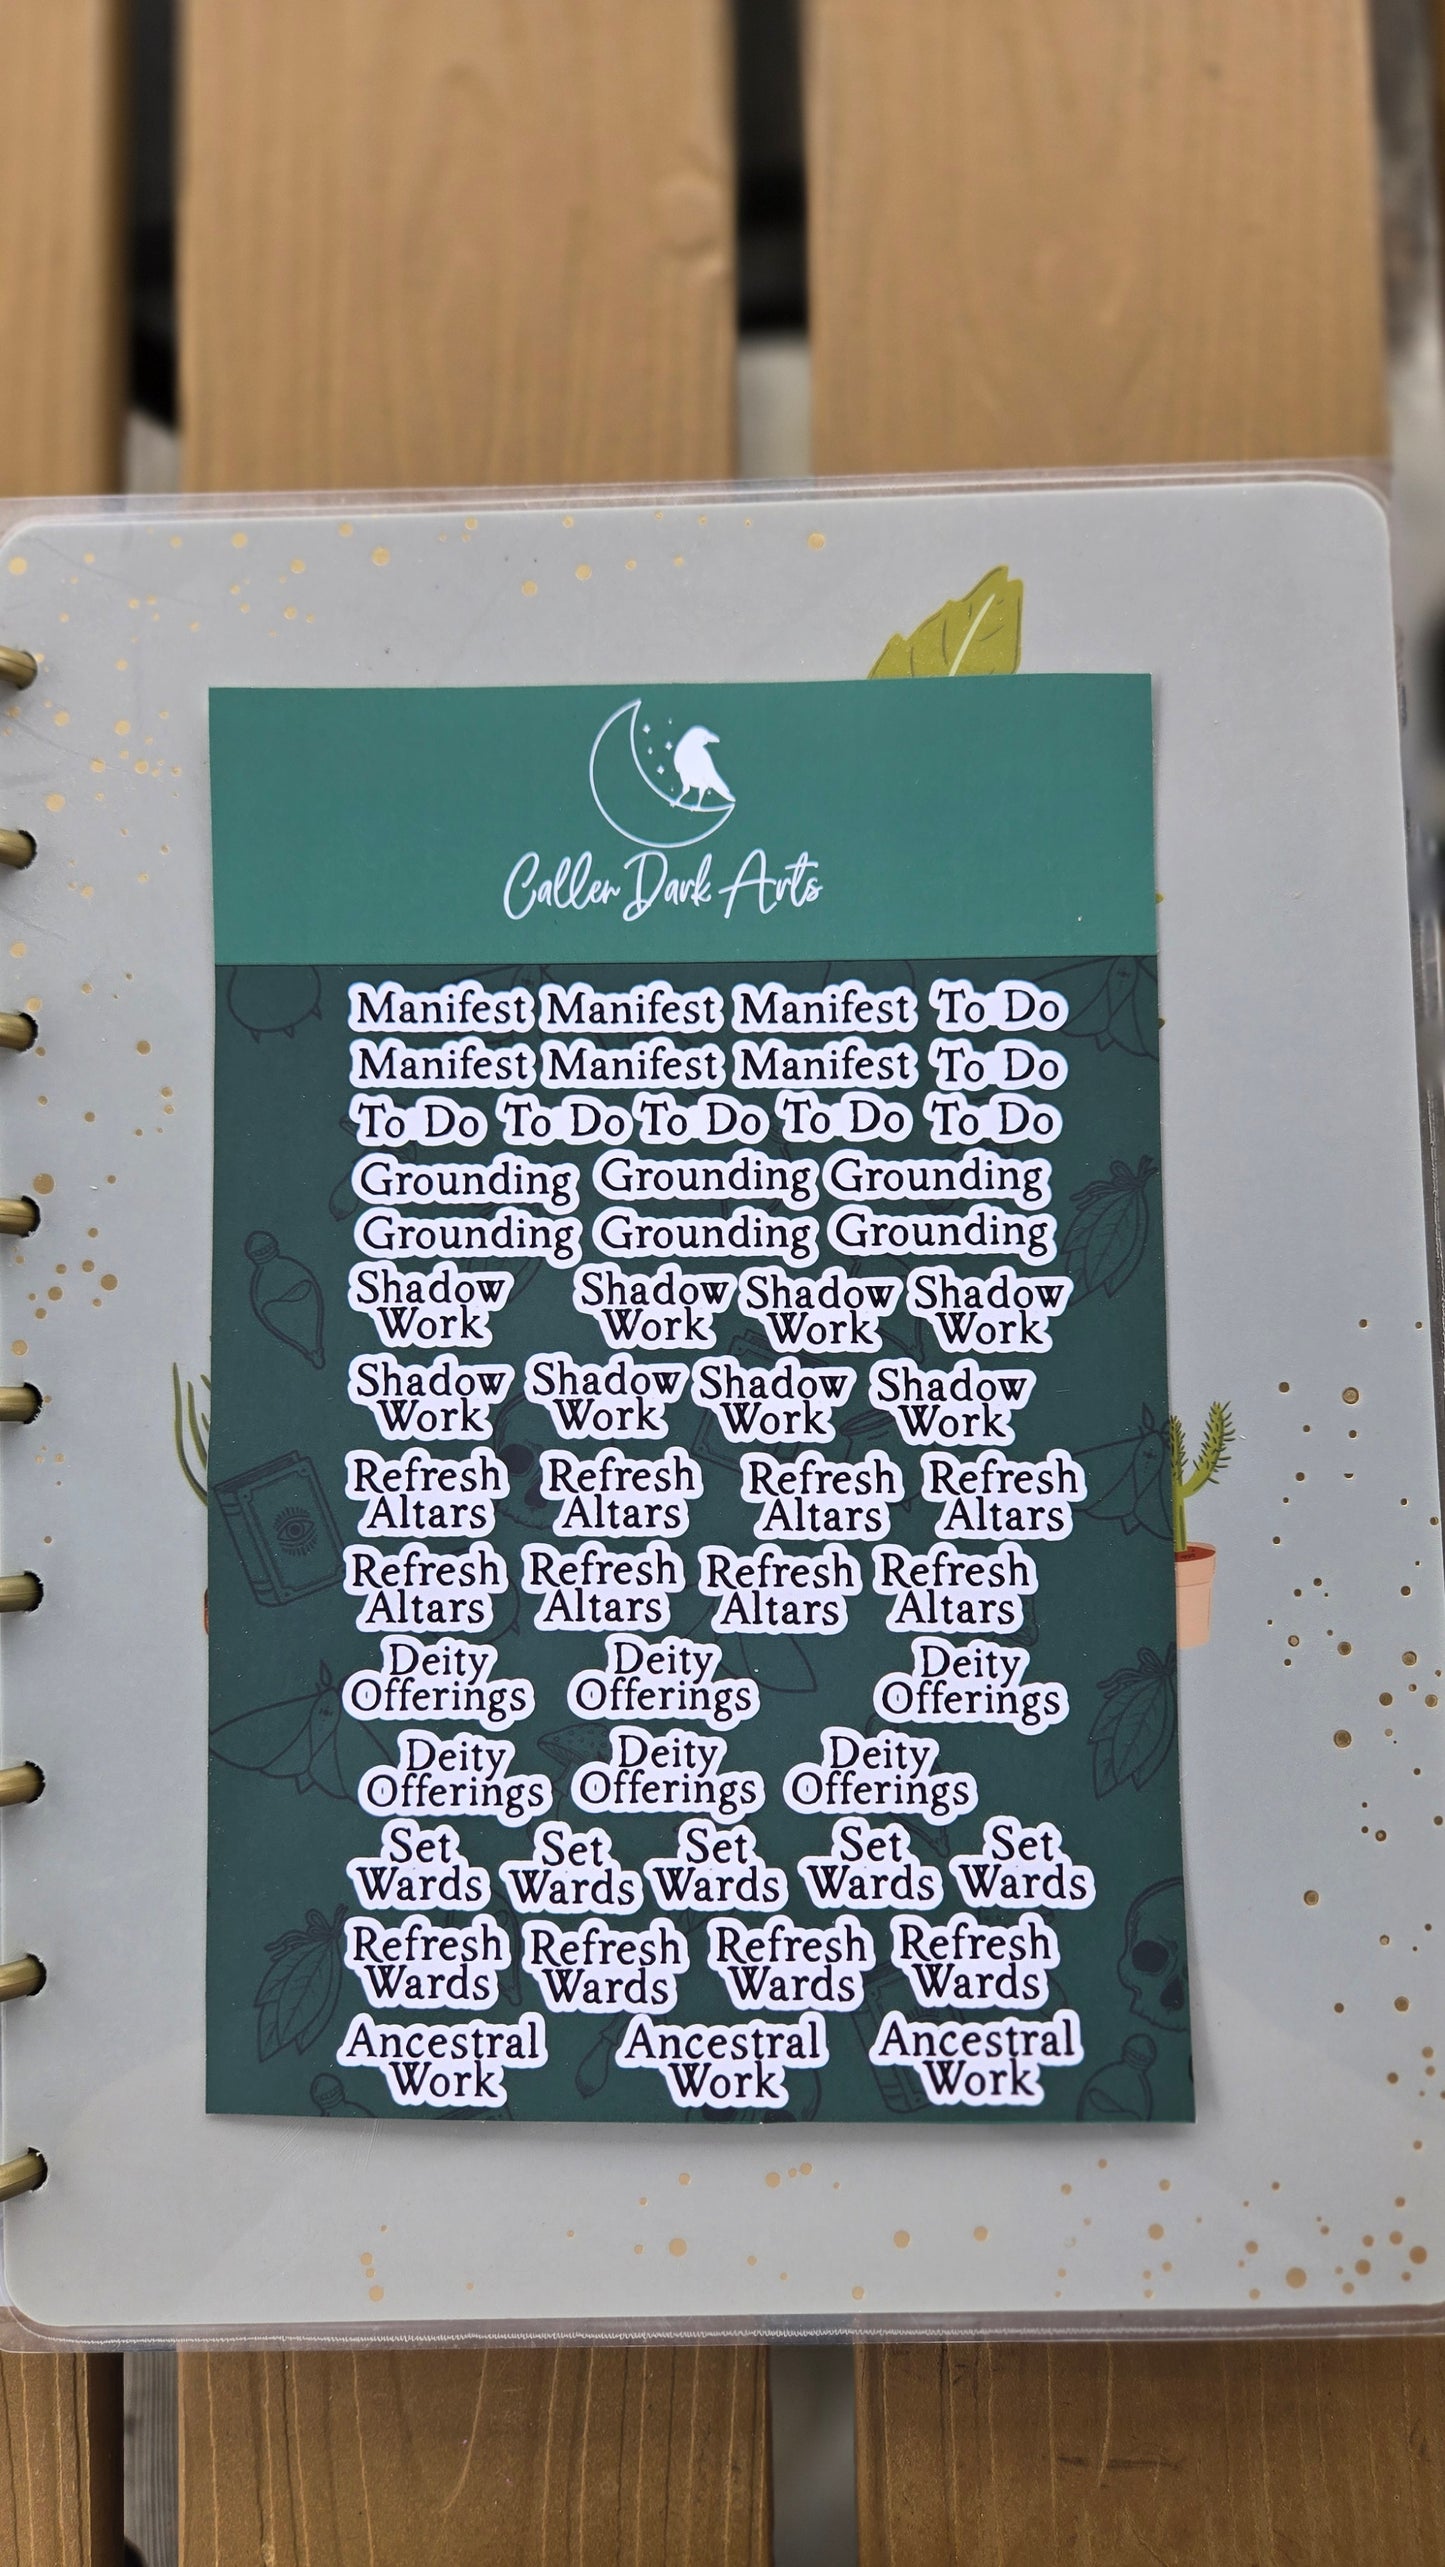 Callen Dark Arts
Manifest Manifest Manifest To Do
Manifest Manifest Manifest To Do
To Do To Do To Do To Do To Do
Grounding Grounding Grounding
Grounding Grounding Grounding
Shadow Shadow Shadow Shadow
Work Work Work Work
Shadow Shadow Shadow Shadow
Work Work Work Work
Refresh Refresh Refresh Refresh
Altars Altars Altars Altars
Refresh Refresh Refresh Refresh
Altars Altars Altars Altars
Deity Deity Deity
Offerings Offerings Offerings
Deity Deity Deity
Offerings Offerings Offerings
Set Set Set Set Set
Wards Wards Wards Wards Wards
Refresh Refresh Refresh Refresh
Wards Wards Wards Wards
Ancestral Ancestral Ancestral
Work Work Work